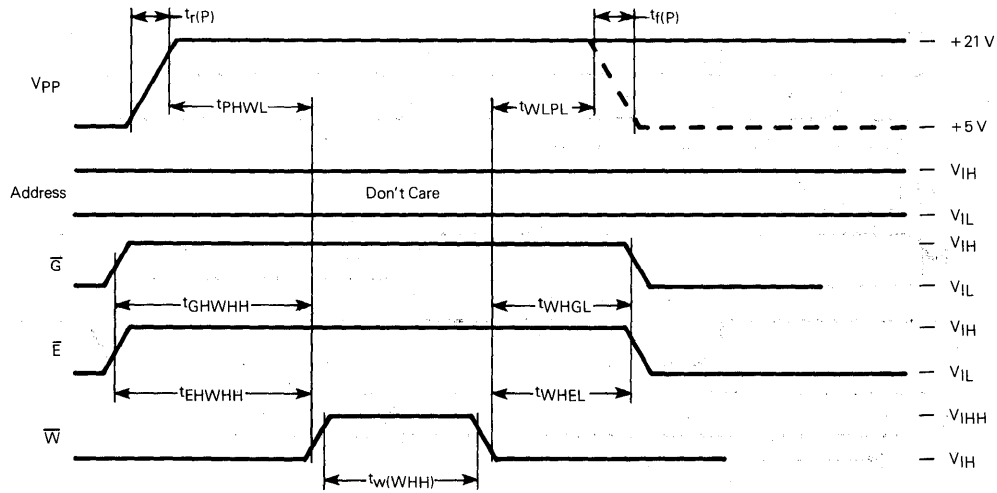 tr(P)
tf(P)
+21 V
VPP
tPHWL
tWLPL
+5 V
VIH
Address
Don't Care
VIL
VIH
G
VIL
tGHWHH
tWHGL
VIH
E
VIL
tEHWHH
tWHEL
VIHH
W
VIH
tw(WHH)